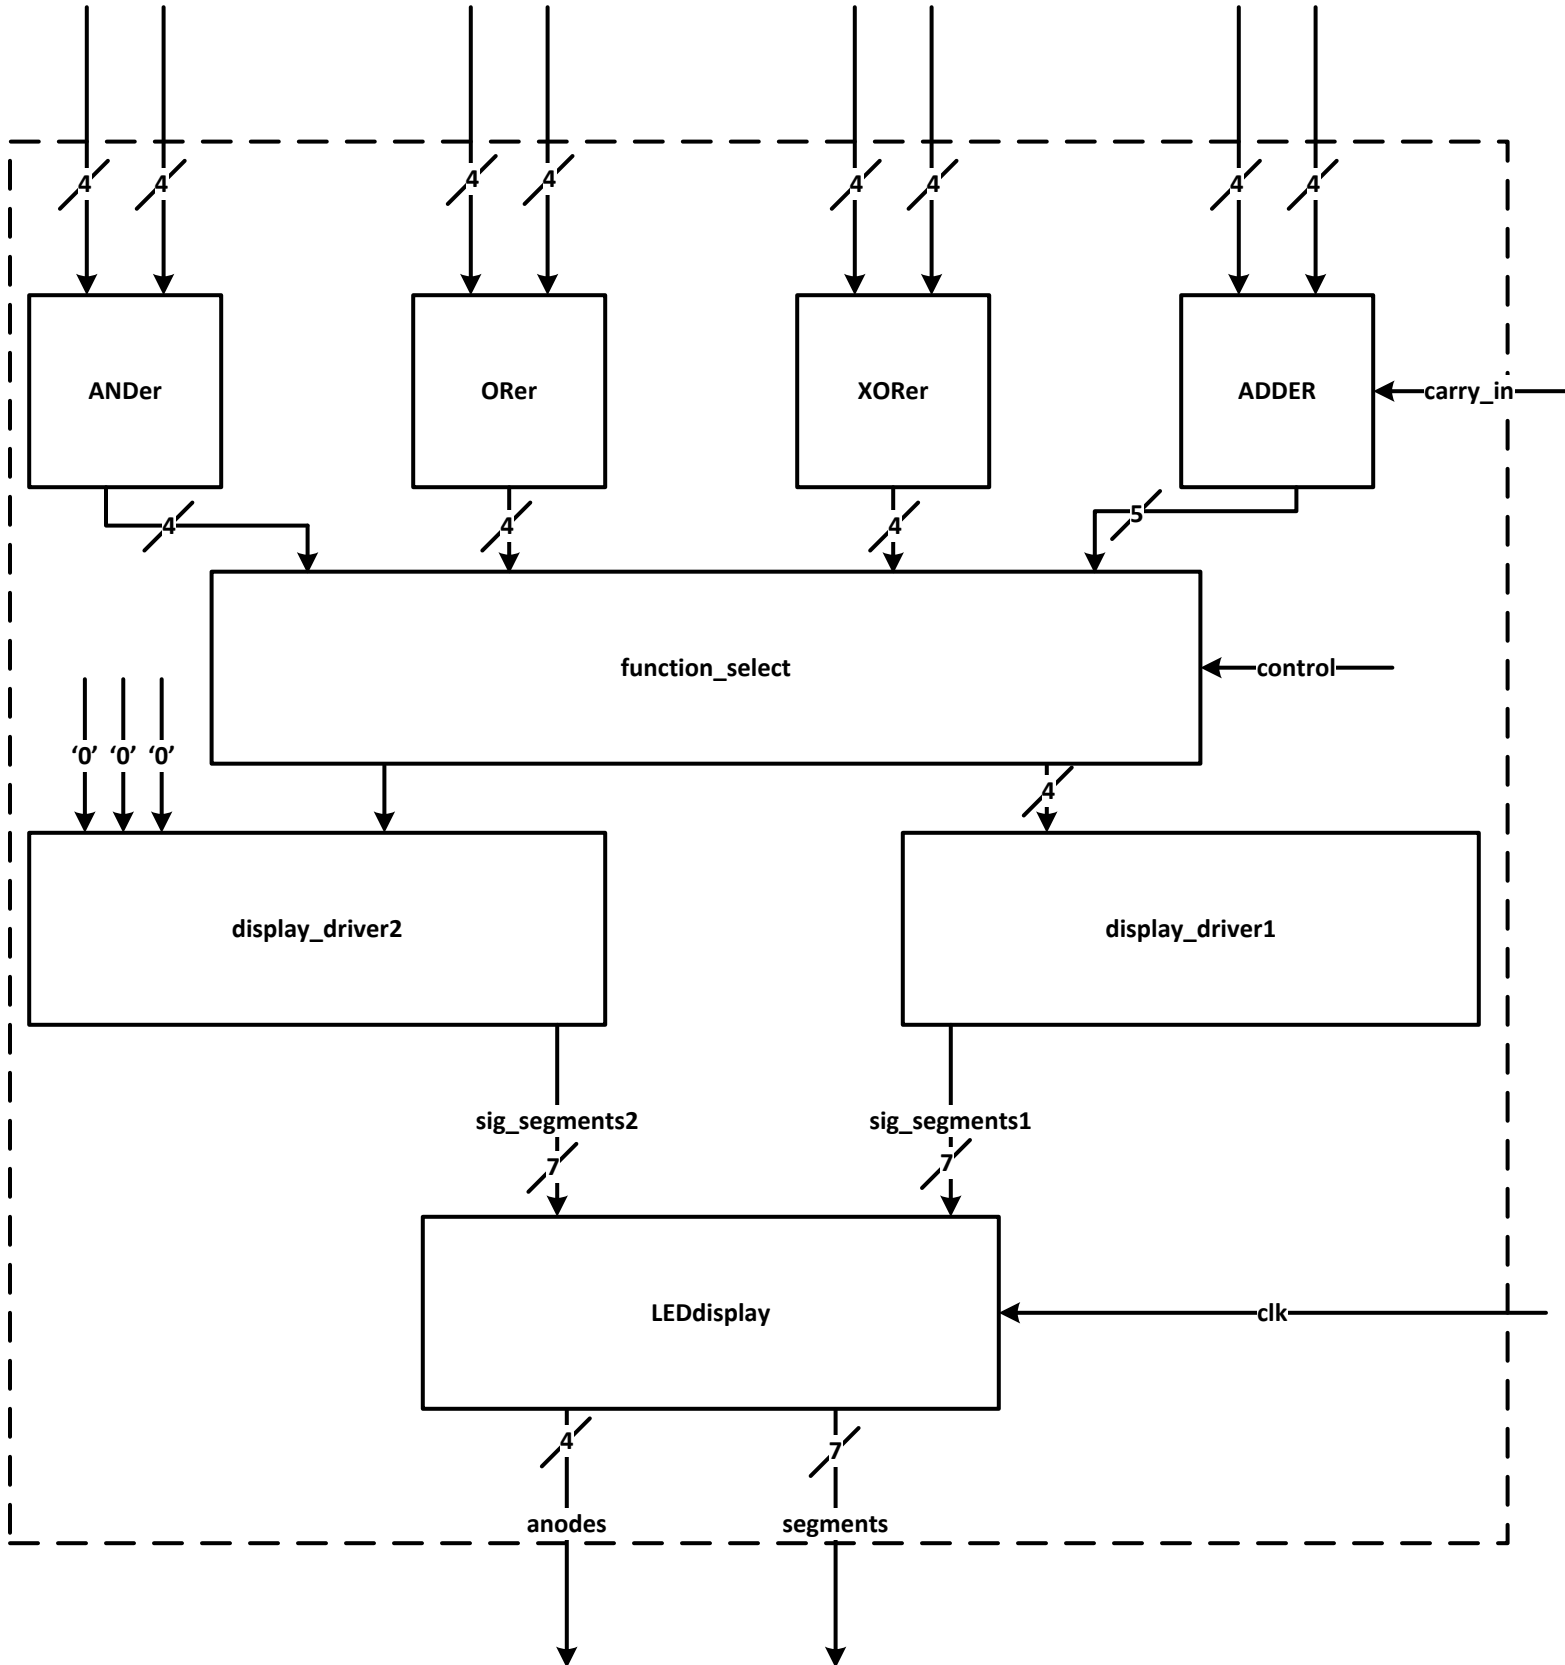 4 4 4 4 4 4 4 4
ANDer ORer XORer ADDER carry_in
4 4 4 5
function_select control
‘0’ ‘0’ ‘0’
4
display_driver2 display_driver1
sig_segments2 sig_segments1
7 7
LEDdisplay clk
4 7
anodes segments